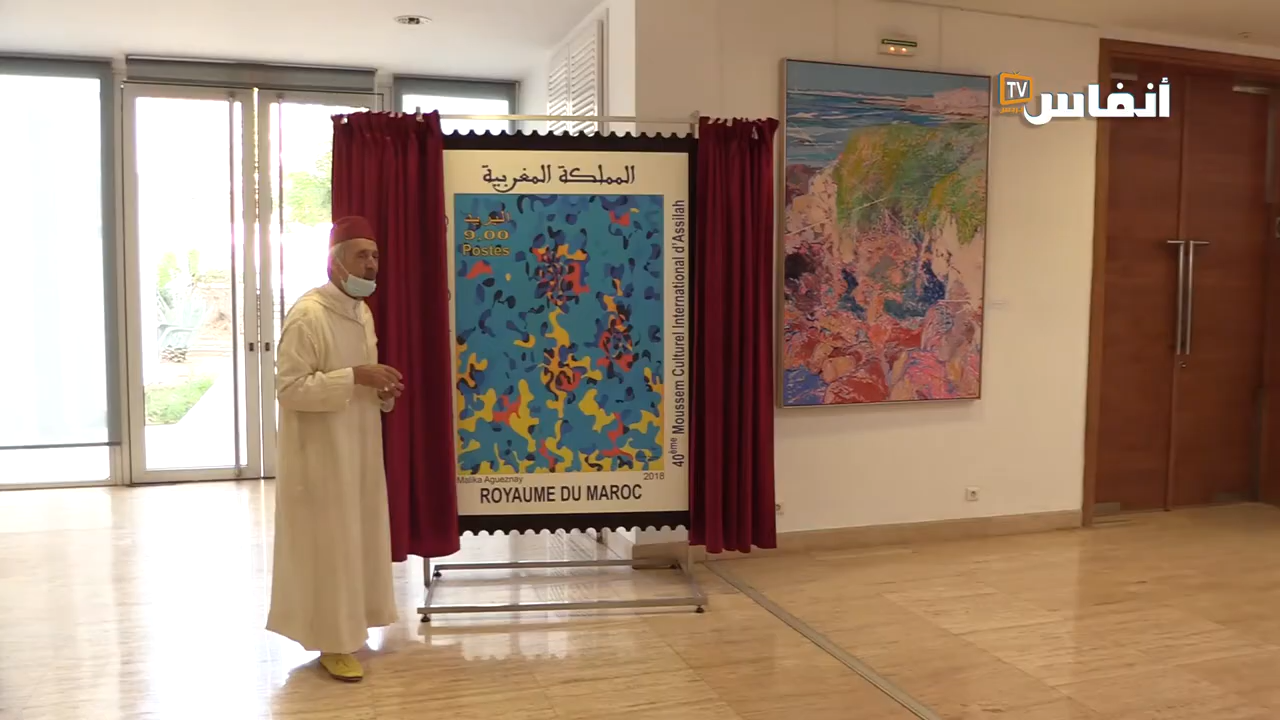 TV
أنفاس
المملكة المغربية
البريد
9.00
Postes
40ème Moussem Culturel International d'Assilah
Malika Agueznay
2018
ROYAUME DU MAROC